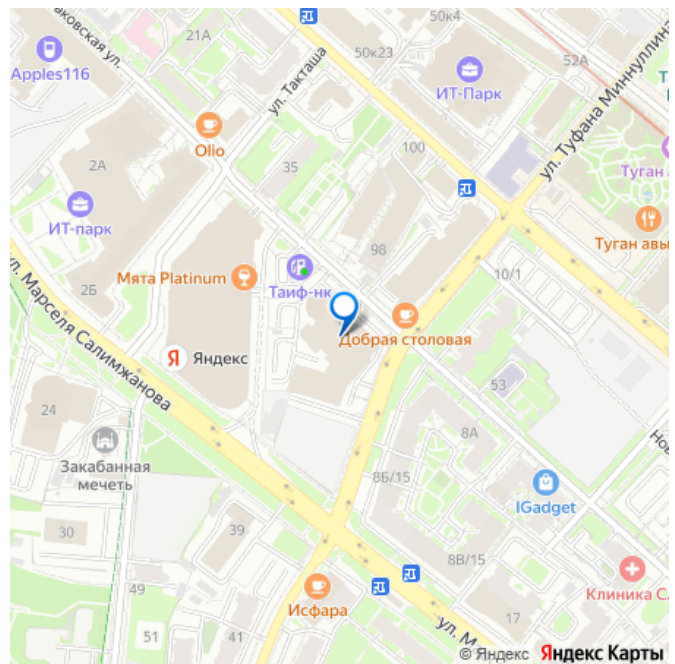 50к4
21А
аковская ул.
50к23
52А
Apples116
ул. Такташа
ИТ-Парк
ул. Туфана Миннуллина
Olio
100
35
2А
Туган а
ИТ-парк
98
Туган авы
10/1
Мята Platinum
Таиф-нк
2Б
Добрая столовая
Я Яндекс
ул. Марселя Салимжанова
53
24
8А
Но
Закабанная
мечеть
8Б/15
IGadget
30
39
8В/15
Клиника С.
49
Исфара
17
51
41
ул. М
© Яндекс Яндекс Карты